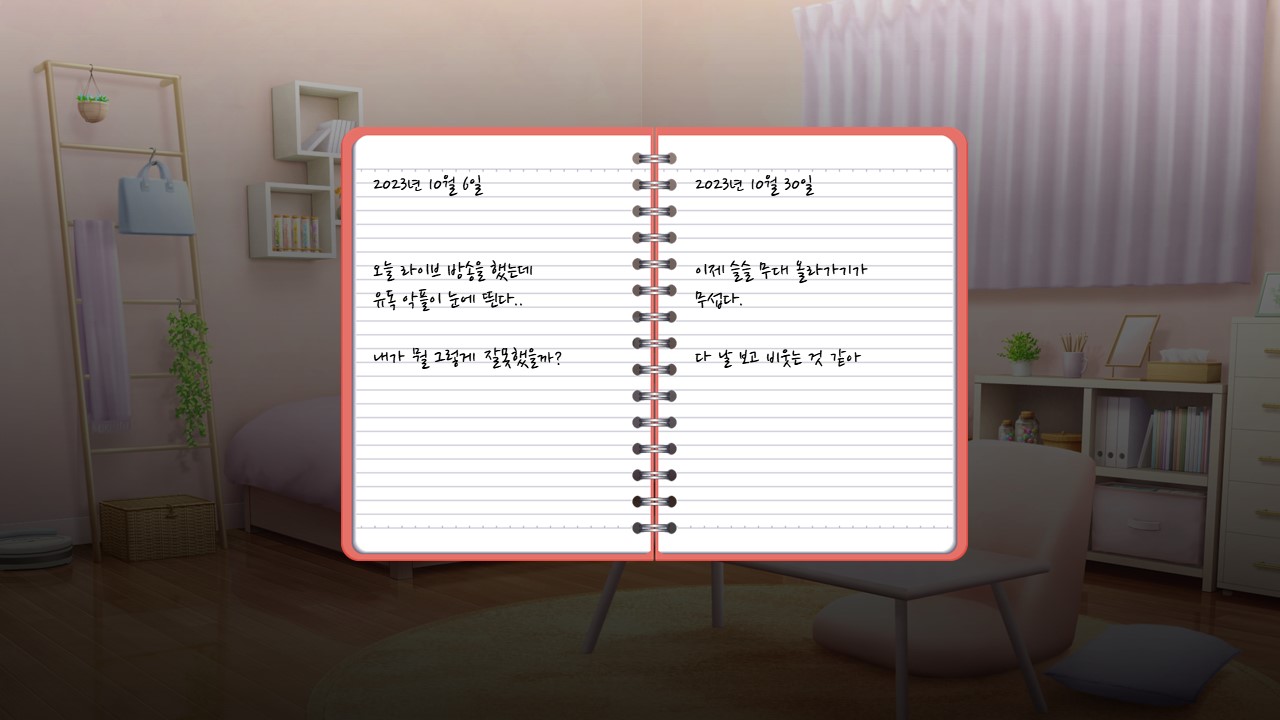 2023년 10월 6일
오늘 라이브 방송을 했는데
유독 악플이 눈에 띈다..
내가 뭘 그렇게 잘못했을까?
2023년 10월 30일
이제 슬슬 무대 올라가기가
무섭다.
다 날 보고 비웃는 것 같아